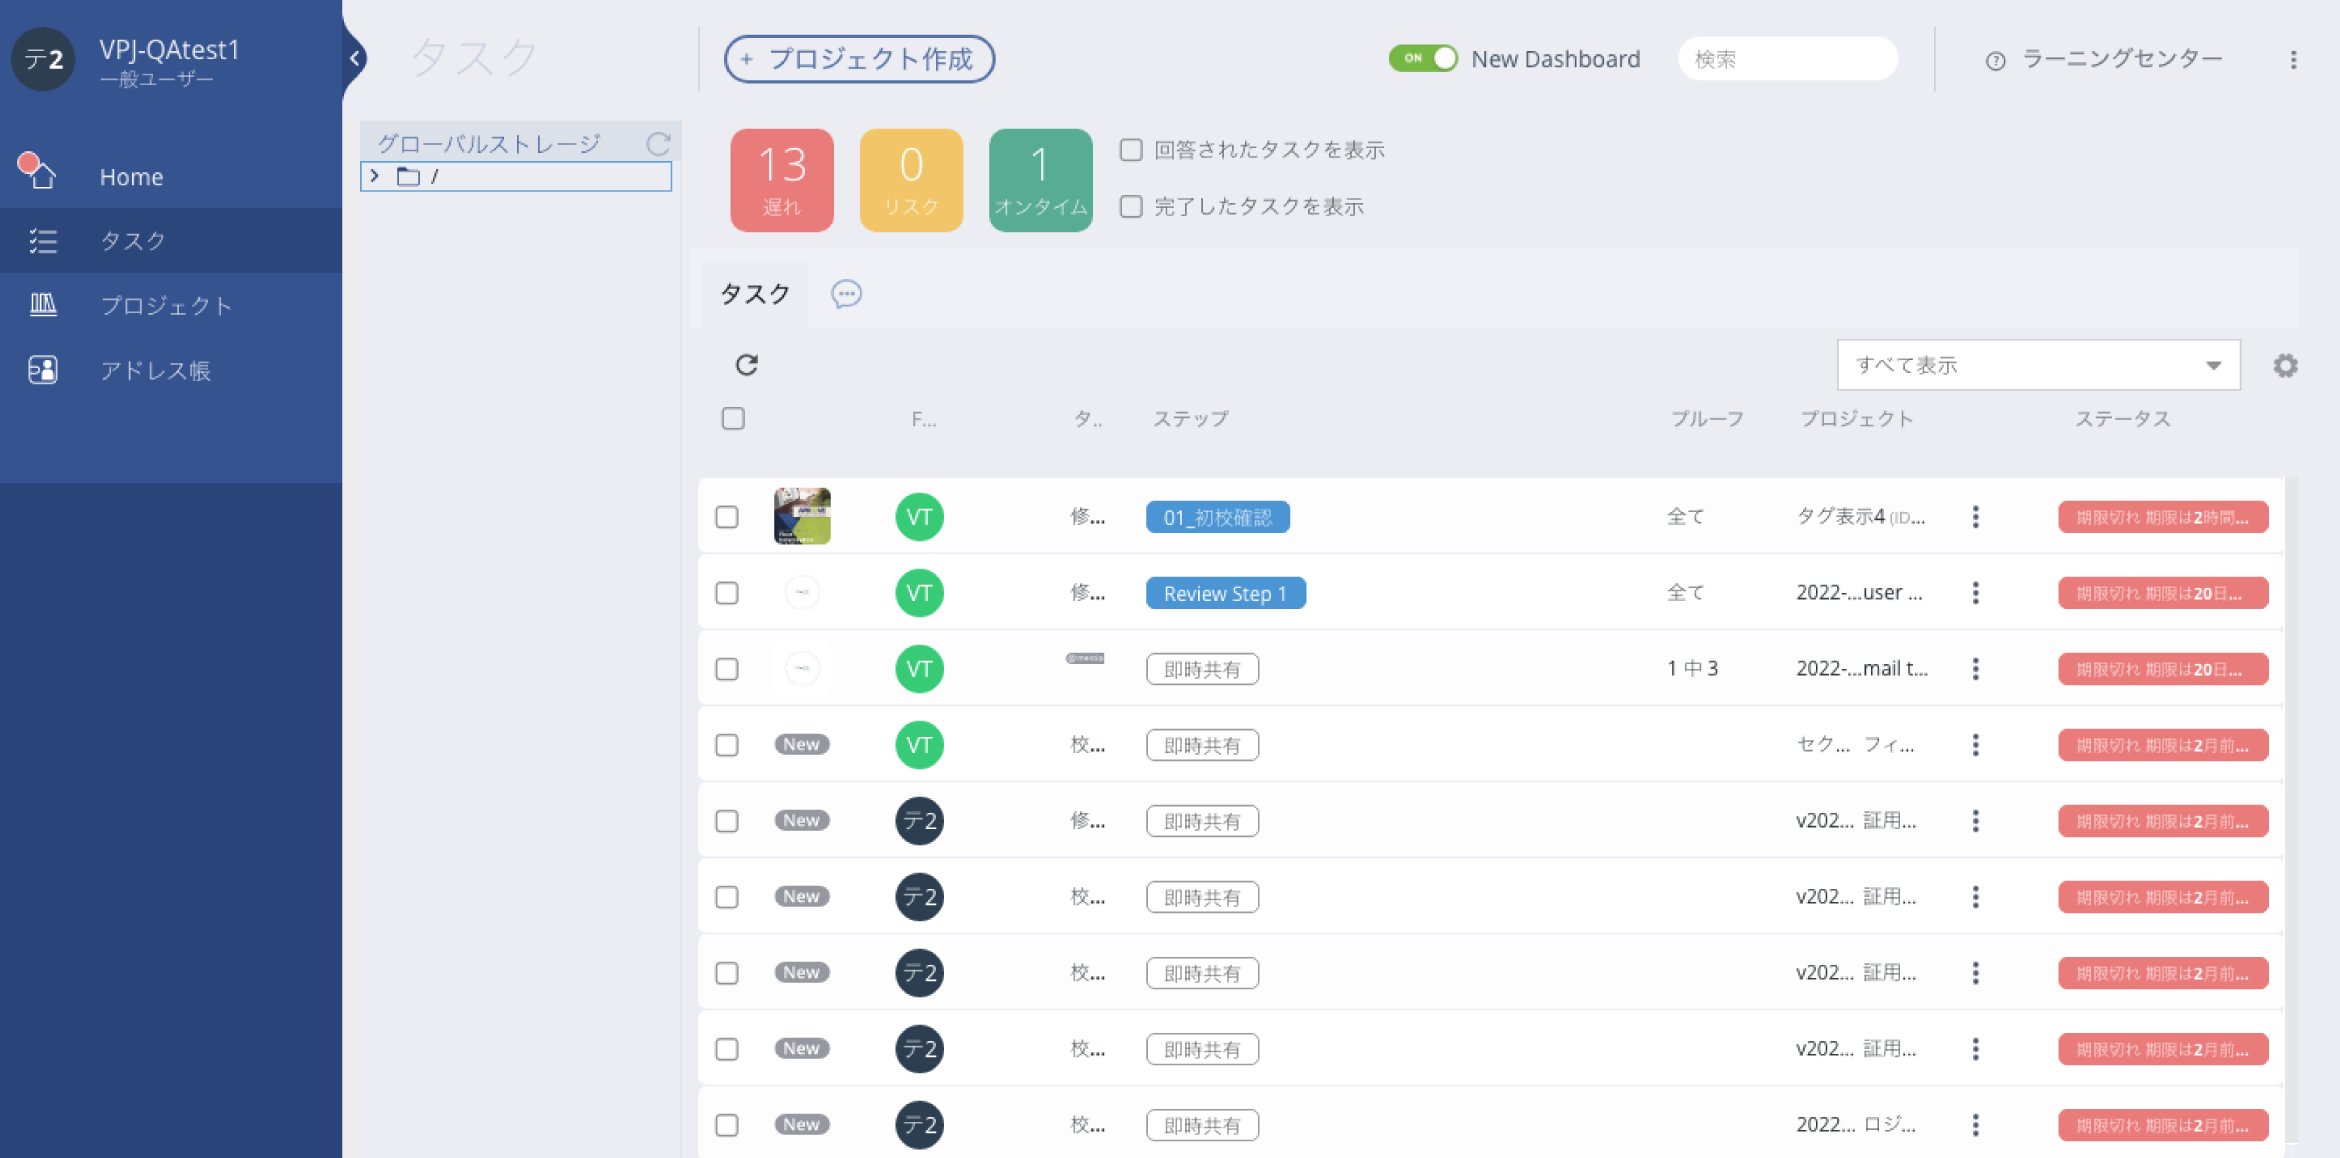 テ2
VPJ-QAtest1
一般ユーザー
Home
タスク
プロジェクト
アドレス帳
タスク
グローバルストレージ
/
+ プロジェクト作成
ON New Dashboard
検索
ラーニングセンター
13
遅れ
0
リスク
1
オンタイム
回答されたタスクを表示
完了したタスクを表示
タスク
すべて表示
F... タ.. ステップ プルーフ プロジェクト ステータス
VT 修... 01_初校確認 全て タグ表示4 (ID... 期限切れ 期限は2時間...
VT 修... Review Step 1 全て 2022-...user ... 期限切れ 期限は20日...
VT 即時共有 1 中 3 2022-...mail t... 期限切れ 期限は20日...
New VT 校... 即時共有 セク... フィ... 期限切れ 期限は2月前...
New テ2 修... 即時共有 v202... 証用... 期限切れ 期限は2月前...
New テ2 校... 即時共有 v202... 証用... 期限切れ 期限は2月前...
New テ2 校... 即時共有 v202... 証用... 期限切れ 期限は2月前...
New テ2 校... 即時共有 v202... 証用... 期限切れ 期限は2月前...
New テ2 校... 即時共有 2022... ロジ... 期限切れ 期限は2月前...